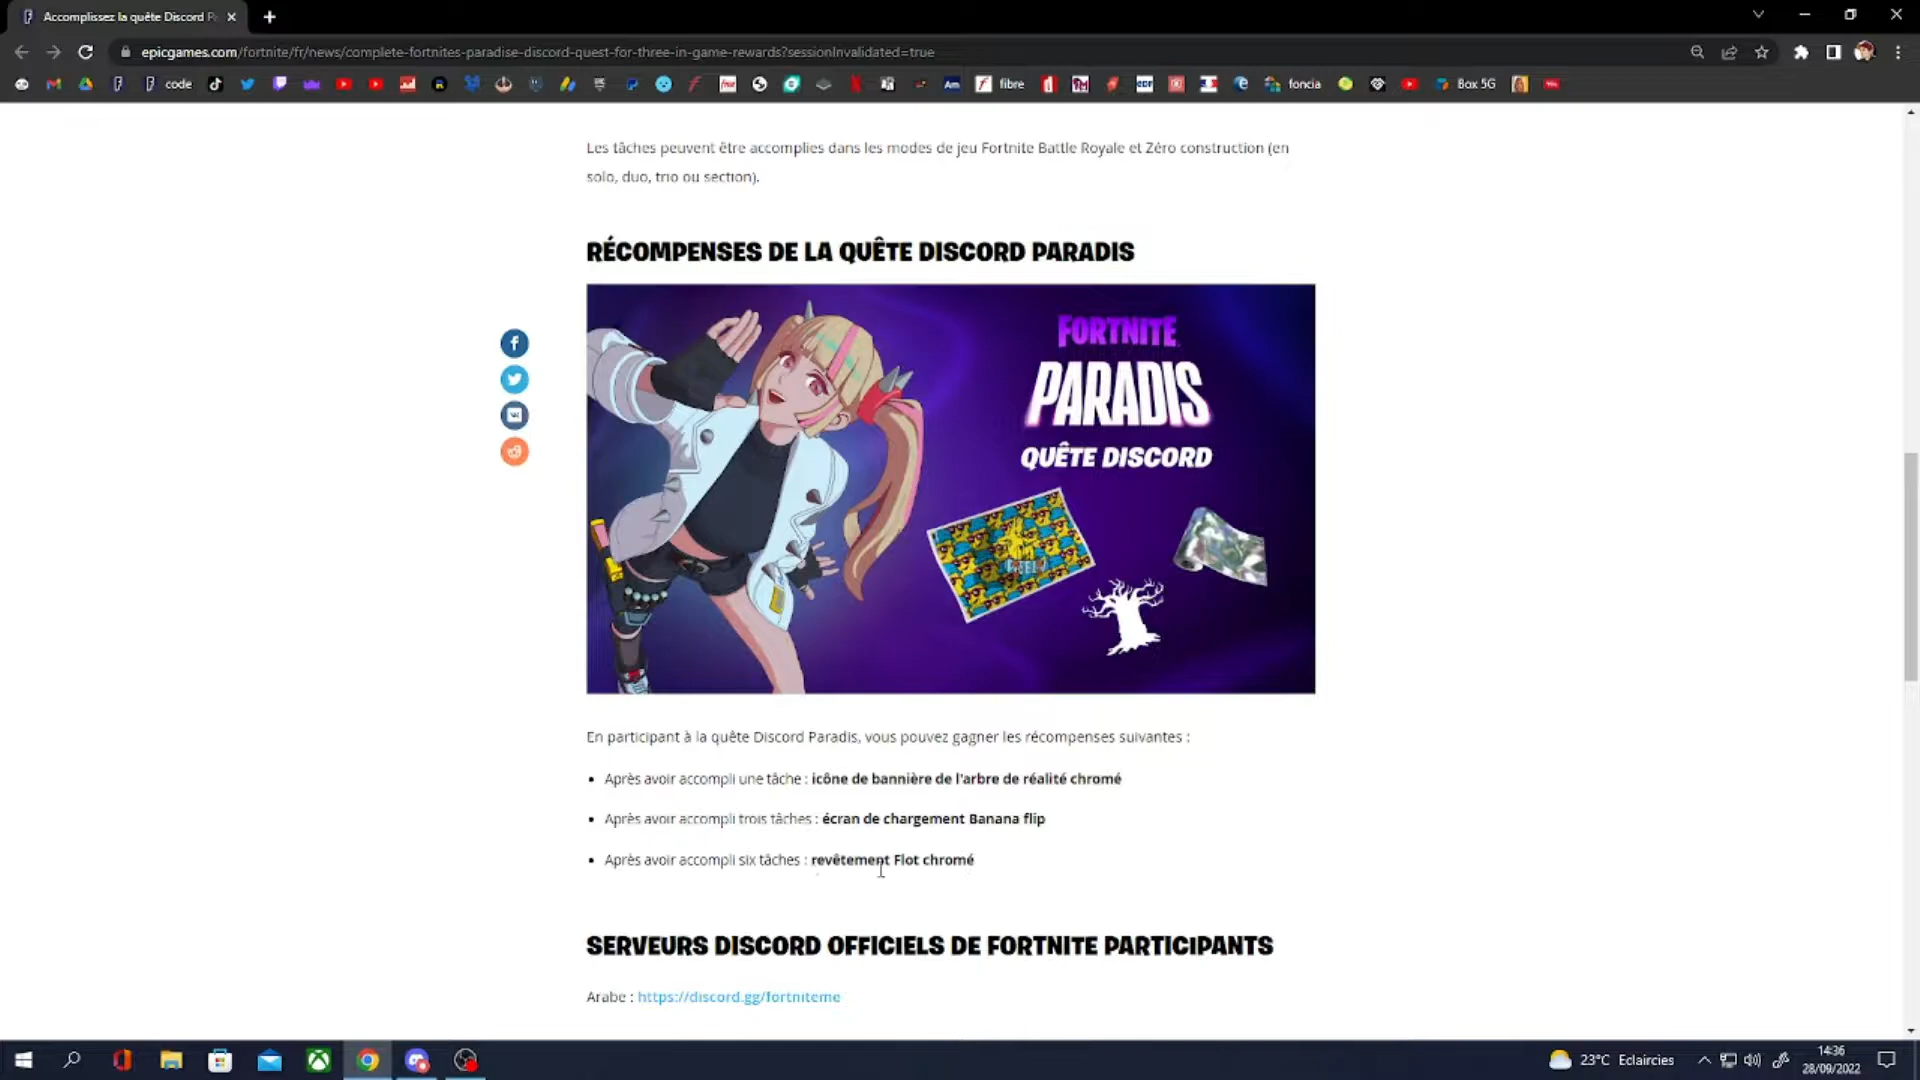 Accomplissez la quête Discord P
epicgames.com/fortnite/fr/news/complete-fortnites-paradise-discord-quest-for-three-in-game-rewards?sessionInvalidated=true
code
fibre
foncia
Box 5G
Les tâches peuvent être accomplies dans les modes de jeu Fortnite Battle Royale et Zéro construction (en
solo, duo, trio ou section).
RÉCOMPENSES DE LA QUÊTE DISCORD PARADIS
FORTNITE
PARADIS
QUÊTE DISCORD
En participant à la quête Discord Paradis, vous pouvez gagner les récompenses suivantes :
• Après avoir accompli une tâche : icône de bannière de l'arbre de réalité chromé
• Après avoir accompli trois tâches : écran de chargement Banana flip
• Après avoir accompli six tâches : revêtement Flot chromé
SERVEURS DISCORD OFFICIELS DE FORTNITE PARTICIPANTS
Arabe : https://discord.gg/fortniteme
23°C Eclaircies
14:36
28/09/2022